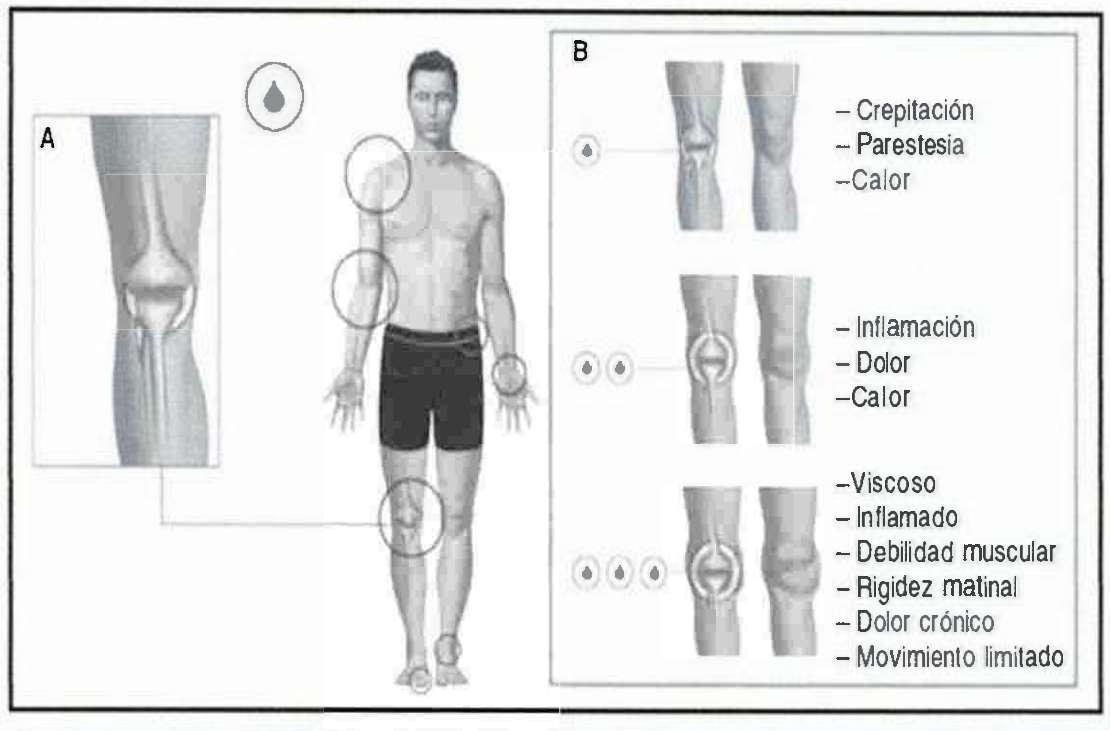 A
B
– Crepitación
– Parestesia
–Calor
– Inflamación
– Dolor
–Calor
–Viscoso
– Inflamado
– Debilidad muscular
– Rigidez matinal
– Dolor crónico
– Movimiento limitado